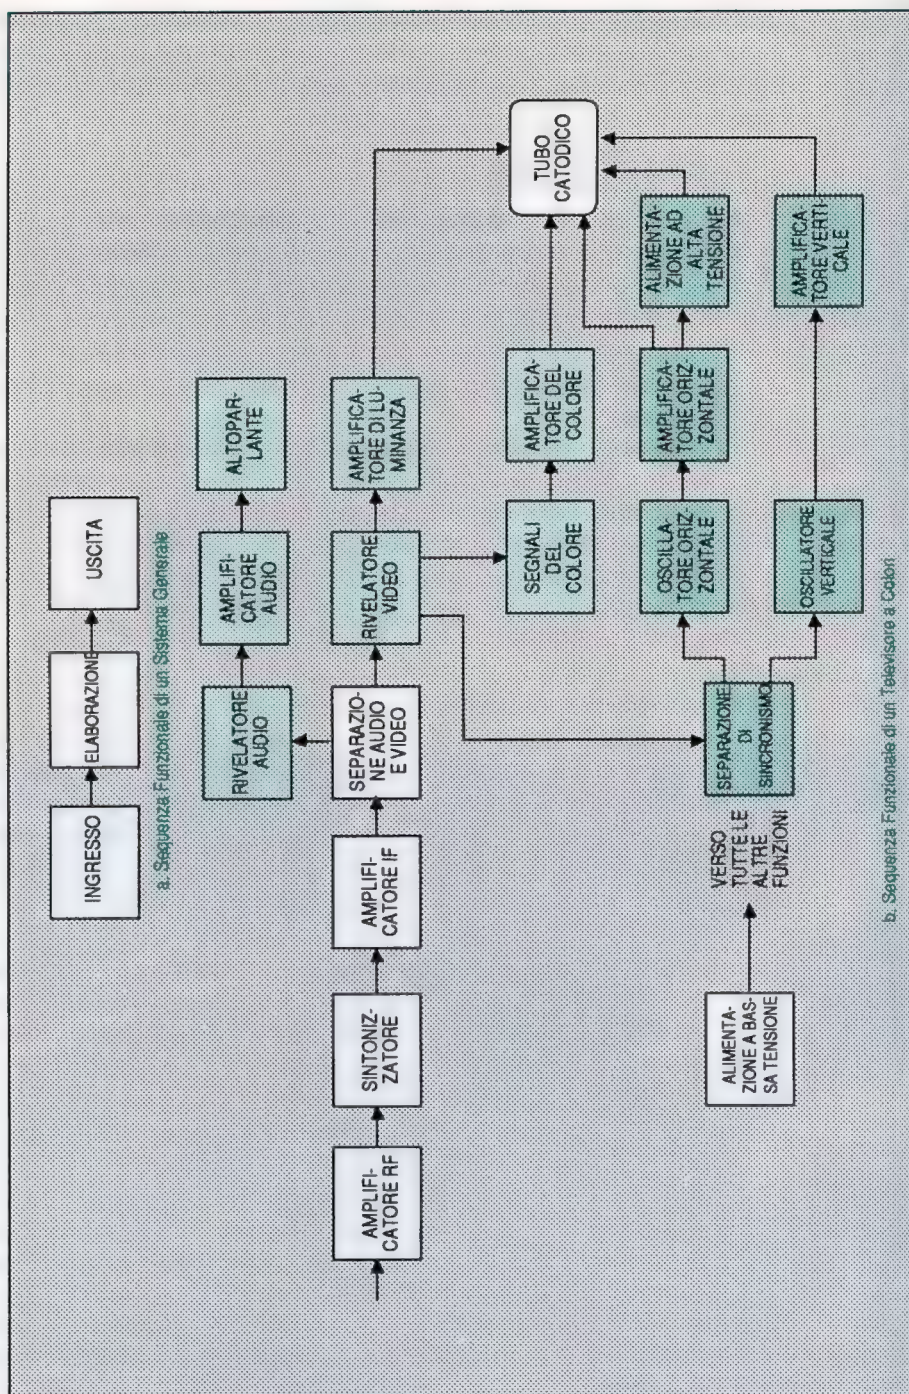 INGRESSO
ELABORAZIONE
USCITA
a. Sequenza Funzionale di un Sistema Generale
RIVELATORE
AUDIO
AMPLIFI-
CATORE
AUDIO
ALTOPAR-
LANTE
AMPLIFI-
CATORE RF
SINTONIZ-
ZATORE
AMPLIFI-
CATORE IF
SEPARAZIO-
NE AUDIO
E VIDEO
RIVELATORE
VIDEO
AMPLIFICA-
TORE DI LU-
MINANZA
SEGNALI
DEL
COLORE
AMPLIFICA-
TORE DEL
COLORE
TUBO
CATODICO
OSCILLA-
TORE ORIZ-
ZONTALE
AMPLIFICA-
TORE ORIZ-
ZONTALE
ALIMENTA-
ZIONE AD
ALTA
TENSIONE
ALIMENTA-
ZIONE A BAS-
SA TENSIONE
VERSO
TUTTE LE
ALTRE
FUNZIONI
SEPARAZIONE
DI
SINCRONISMO
OSCILLATORE
VERTICALE
AMPLIFICA
TORE VERTI
CALE
b. Sequenza Funzionale di un Televisore a Colori